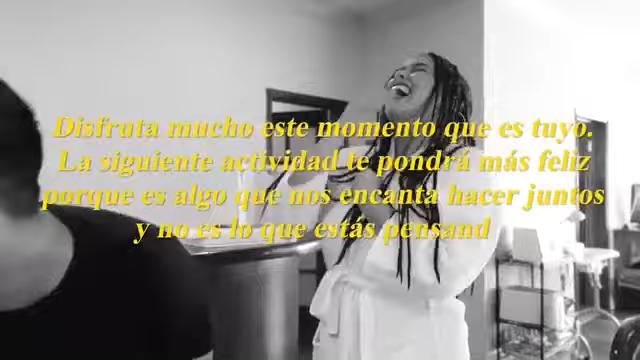 Disfruta mucho este momento que es tuyo.
La siguiente actividad te pondrá más feliz
porque es algo que nos encanta hacer juntos
y no es lo que estás pensand